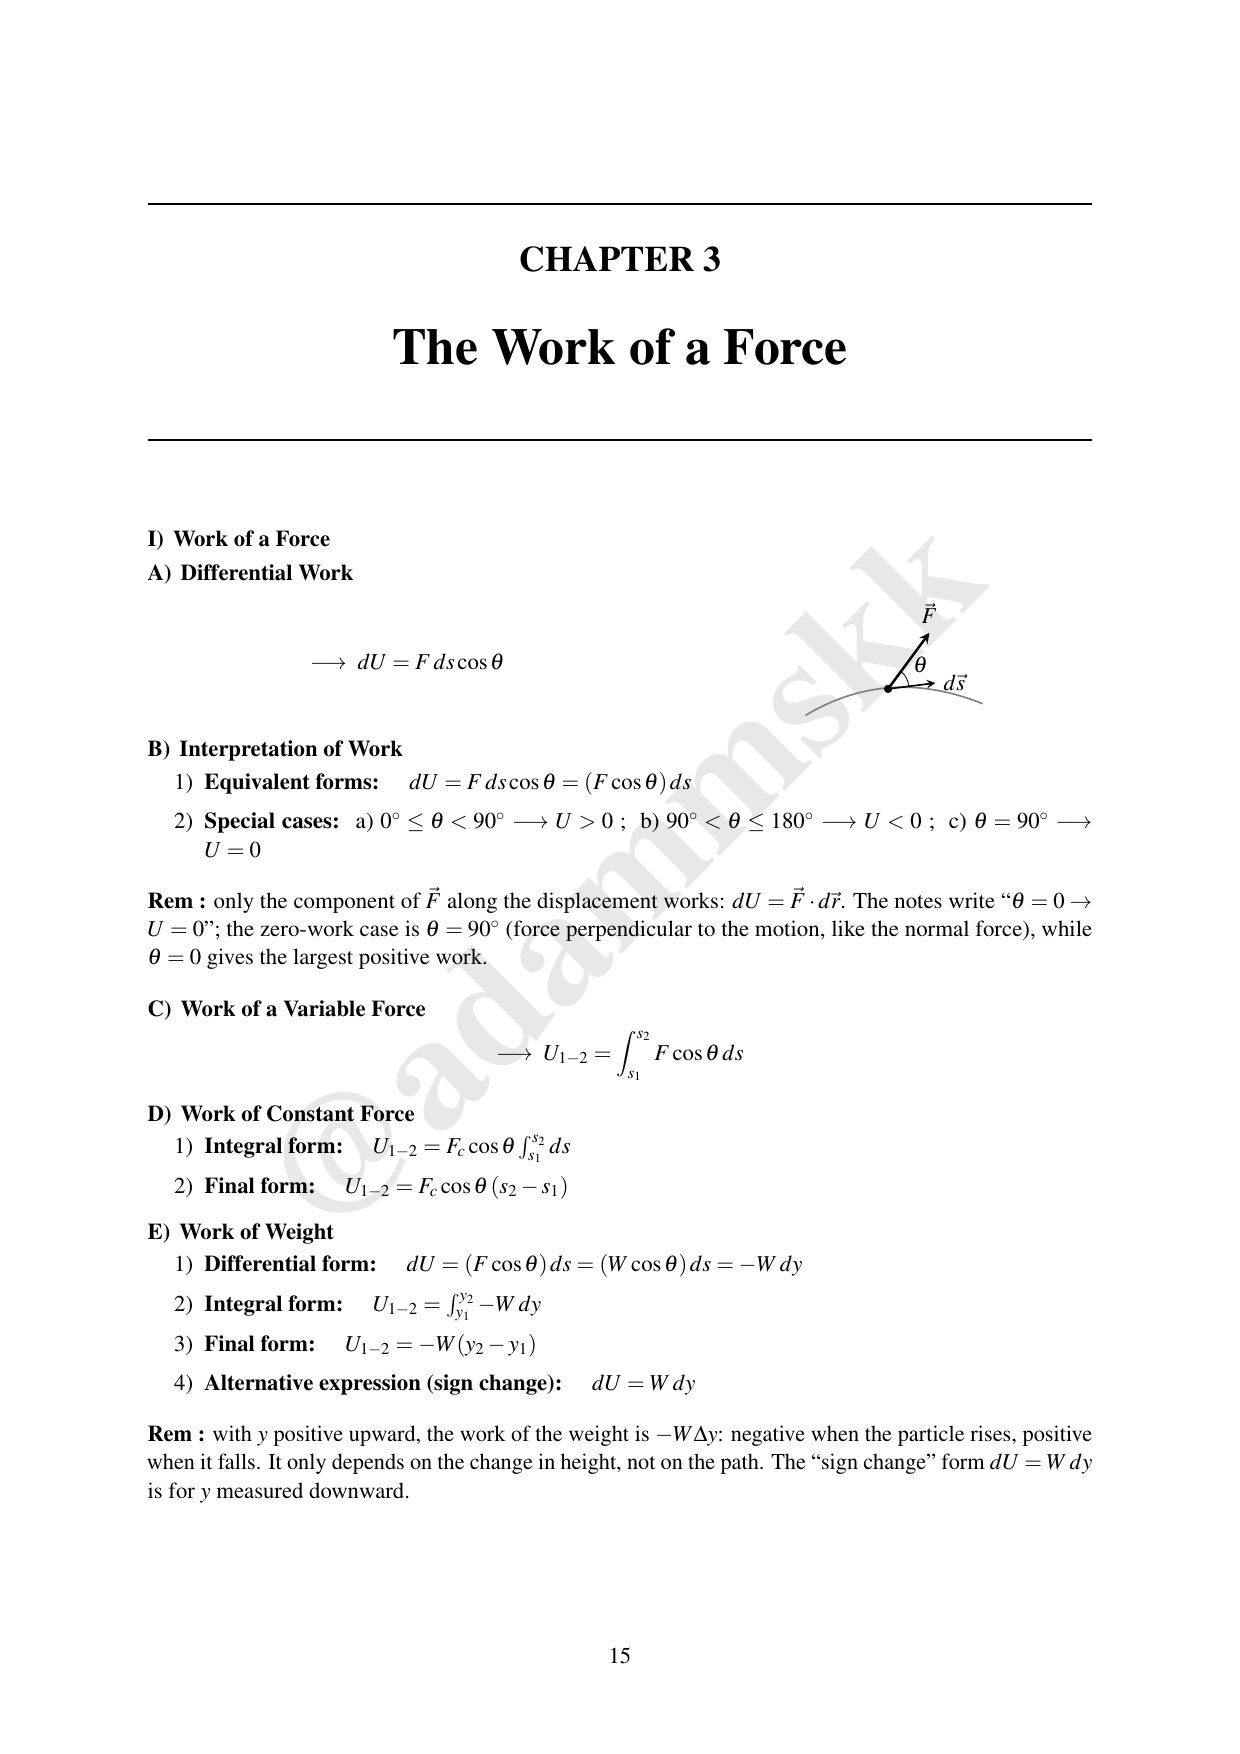 CHAPTER 3
The Work of a Force
I) Work of a Force
A) Differential Work
⟶ dU = F ds cos θ
F⃗
θ
ds⃗
B) Interpretation of Work
1) Equivalent forms: dU = F ds cos θ = (F cos θ) ds
2) Special cases: a) 0° ≤ θ < 90° ⟶ U > 0 ; b) 90° < θ ≤ 180° ⟶ U < 0 ; c) θ = 90° ⟶
U = 0
Rem : only the component of F⃗ along the displacement works: dU = F⃗ · dr⃗. The notes write “θ = 0 →
U = 0”; the zero-work case is θ = 90° (force perpendicular to the motion, like the normal force), while
θ = 0 gives the largest positive work.
C) Work of a Variable Force
⟶ U₁₋₂ = ∫_{s₁}^{s₂} F cos θ ds
D) Work of Constant Force
1) Integral form: U₁₋₂ = F_c cos θ ∫_{s₁}^{s₂} ds
2) Final form: U₁₋₂ = F_c cos θ (s₂ − s₁)
E) Work of Weight
1) Differential form: dU = (F cos θ) ds = (W cos θ) ds = −W dy
2) Integral form: U₁₋₂ = ∫_{y₁}^{y₂} −W dy
3) Final form: U₁₋₂ = −W(y₂ − y₁)
4) Alternative expression (sign change): dU = W dy
Rem : with y positive upward, the work of the weight is −WΔy: negative when the particle rises, positive
when it falls. It only depends on the change in height, not on the path. The “sign change” form dU = W dy
is for y measured downward.
15
@adammskk